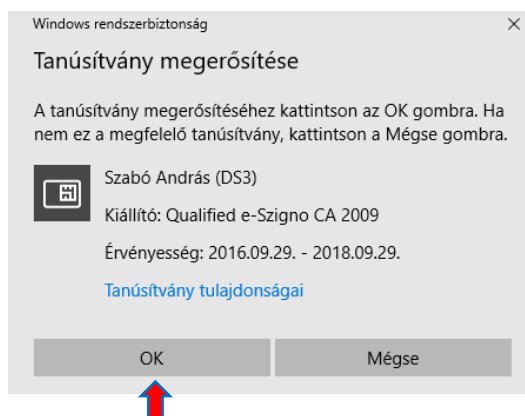 Windows rendszerbiztonság
Tanúsítvány megerősítése
A tanúsítvány megerősítéséhez kattintson az OK gombra. Ha
nem ez a megfelelő tanúsítvány, kattintson a Mégse gombra.
Szabó András (DS3)
Kiállító: Qualified e-Szigno CA 2009
Érvényesség: 2016.09.29. - 2018.09.29.
Tanúsítvány tulajdonságai
OK
Mégse